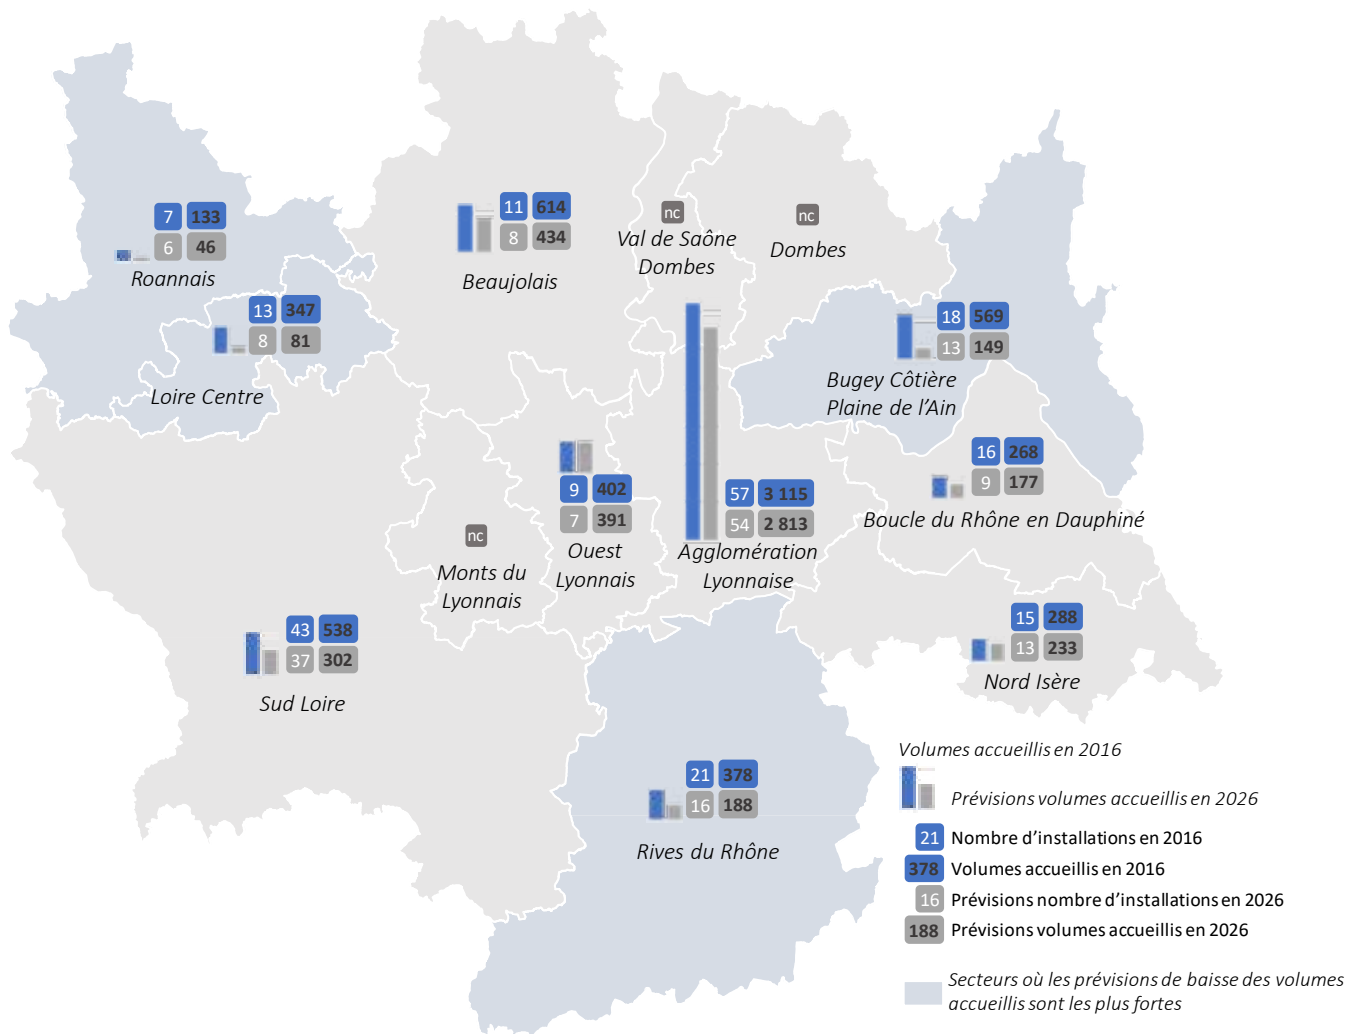 7 133
6 46
Roannais
13 347
8 81
Loire Centre
11 614
8 434
Beaujolais
nc
Val de Saône
Dombes
nc
Dombes
18 569
13 149
Bugey Côtière
Plaine de l’Ain
16 268
9 177
Boucle du Rhône en Dauphiné
9 402
7 391
Ouest
Lyonnais
57 3 115
54 2 813
Agglomération
Lyonnaise
nc
Monts du
Lyonnais
43 538
37 302
Sud Loire
15 288
13 233
Nord Isère
21 378
16 188
Rives du Rhône
Volumes accueillis en 2016
Prévisions volumes accueillis en 2026
21 Nombre d’installations en 2016
378 Volumes accueillis en 2016
16 Prévisions nombre d’installations en 2026
188 Prévisions volumes accueillis en 2026
Secteurs où les prévisions de baisse des volumes
accueillis sont les plus fortes